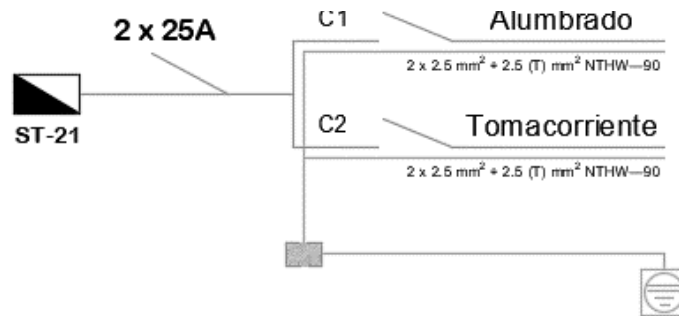 C1 Alumbrado
2 x 25A
2 x 2.5 mm² + 2.5 (T) mm² NTHW—90
ST-21
C2 Tomacorriente
2 x 2.5 mm² + 2.5 (T) mm² NTHW—90